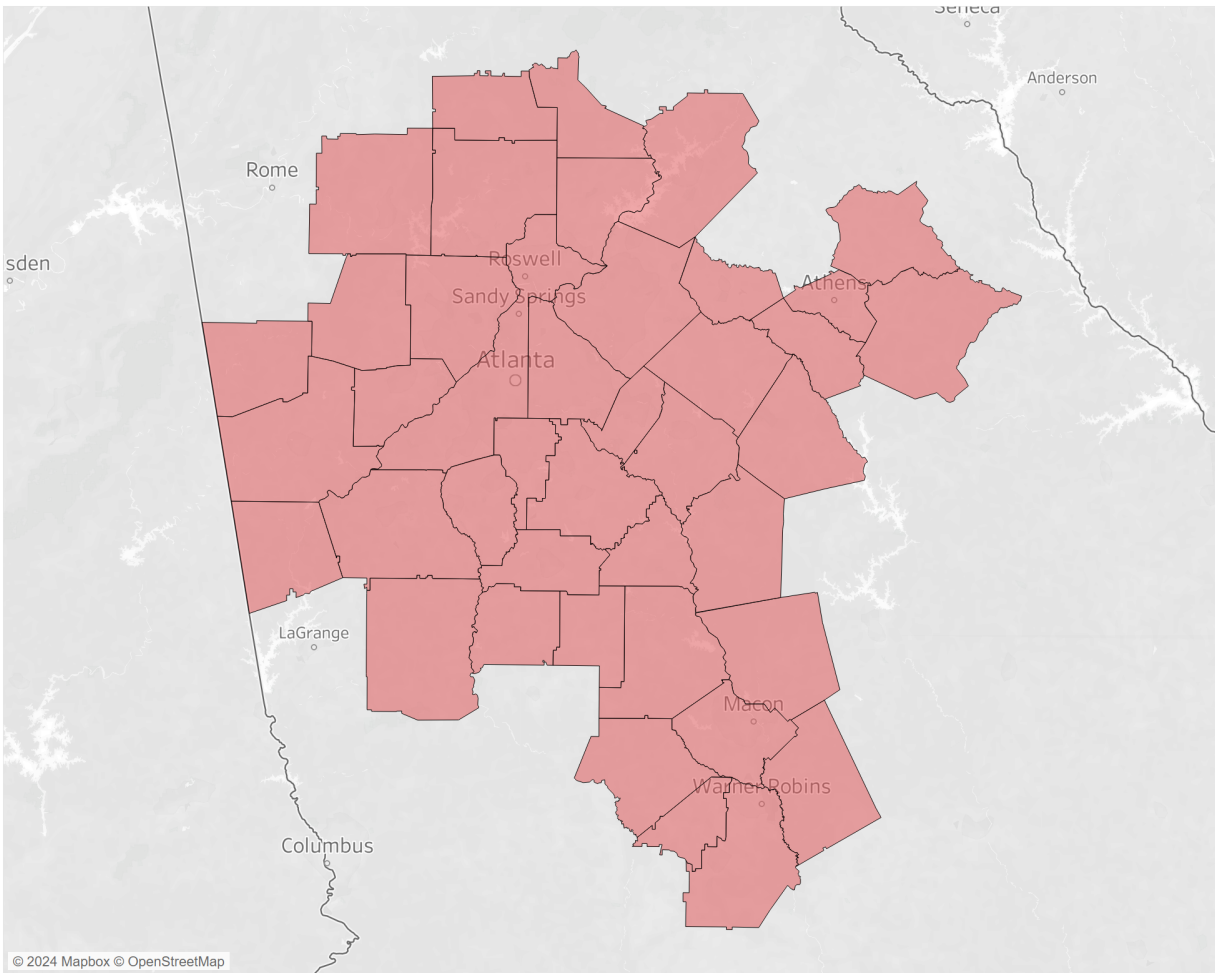 Seneca
Anderson
Rome
sden
Roswell
Sandy Springs
Athens
Atlanta
LaGrange
Macon
Warner Robins
Columbus
© 2024 Mapbox © OpenStreetMap